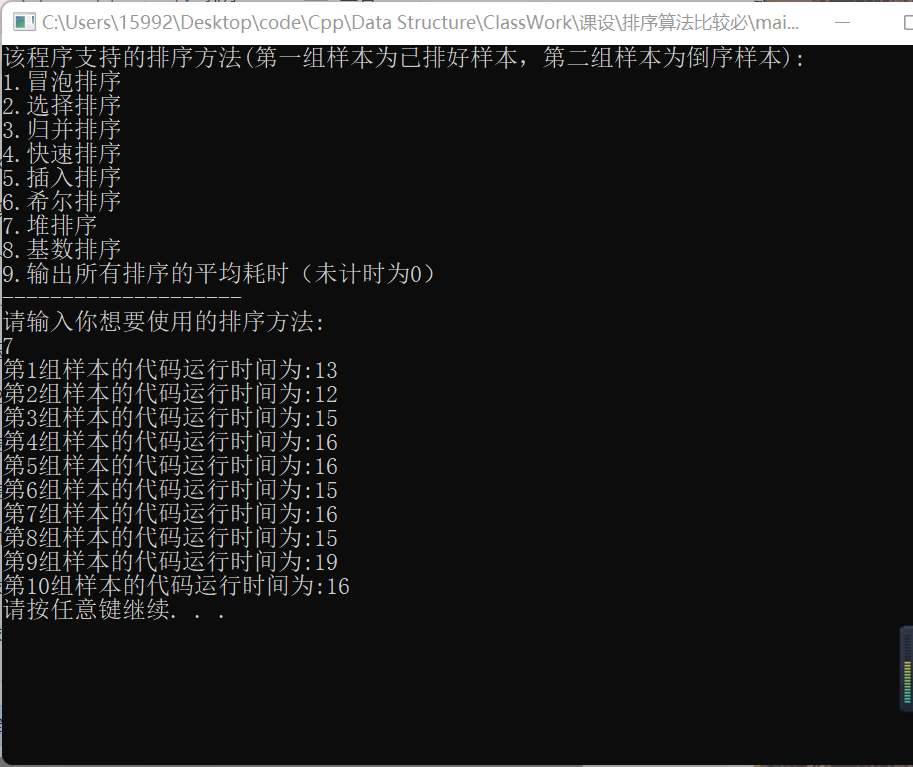 C:\Users\15992\Desktop\code\Cpp\Data Structure\ClassWork\课设\排序算法比较必\mai...
该程序支持的排序方法(第一组样本为已排好样本，第二组样本为倒序样本):
1.冒泡排序
2.选择排序
3.归并排序
4.快速排序
5.插入排序
6.希尔排序
7.堆排序
8.基数排序
9.输出所有排序的平均耗时（未计时为0）
--------------------
请输入你想要使用的排序方法:
7
第1组样本的代码运行时间为:13
第2组样本的代码运行时间为:12
第3组样本的代码运行时间为:15
第4组样本的代码运行时间为:16
第5组样本的代码运行时间为:16
第6组样本的代码运行时间为:15
第7组样本的代码运行时间为:16
第8组样本的代码运行时间为:15
第9组样本的代码运行时间为:19
第10组样本的代码运行时间为:16
请按任意键继续. . .